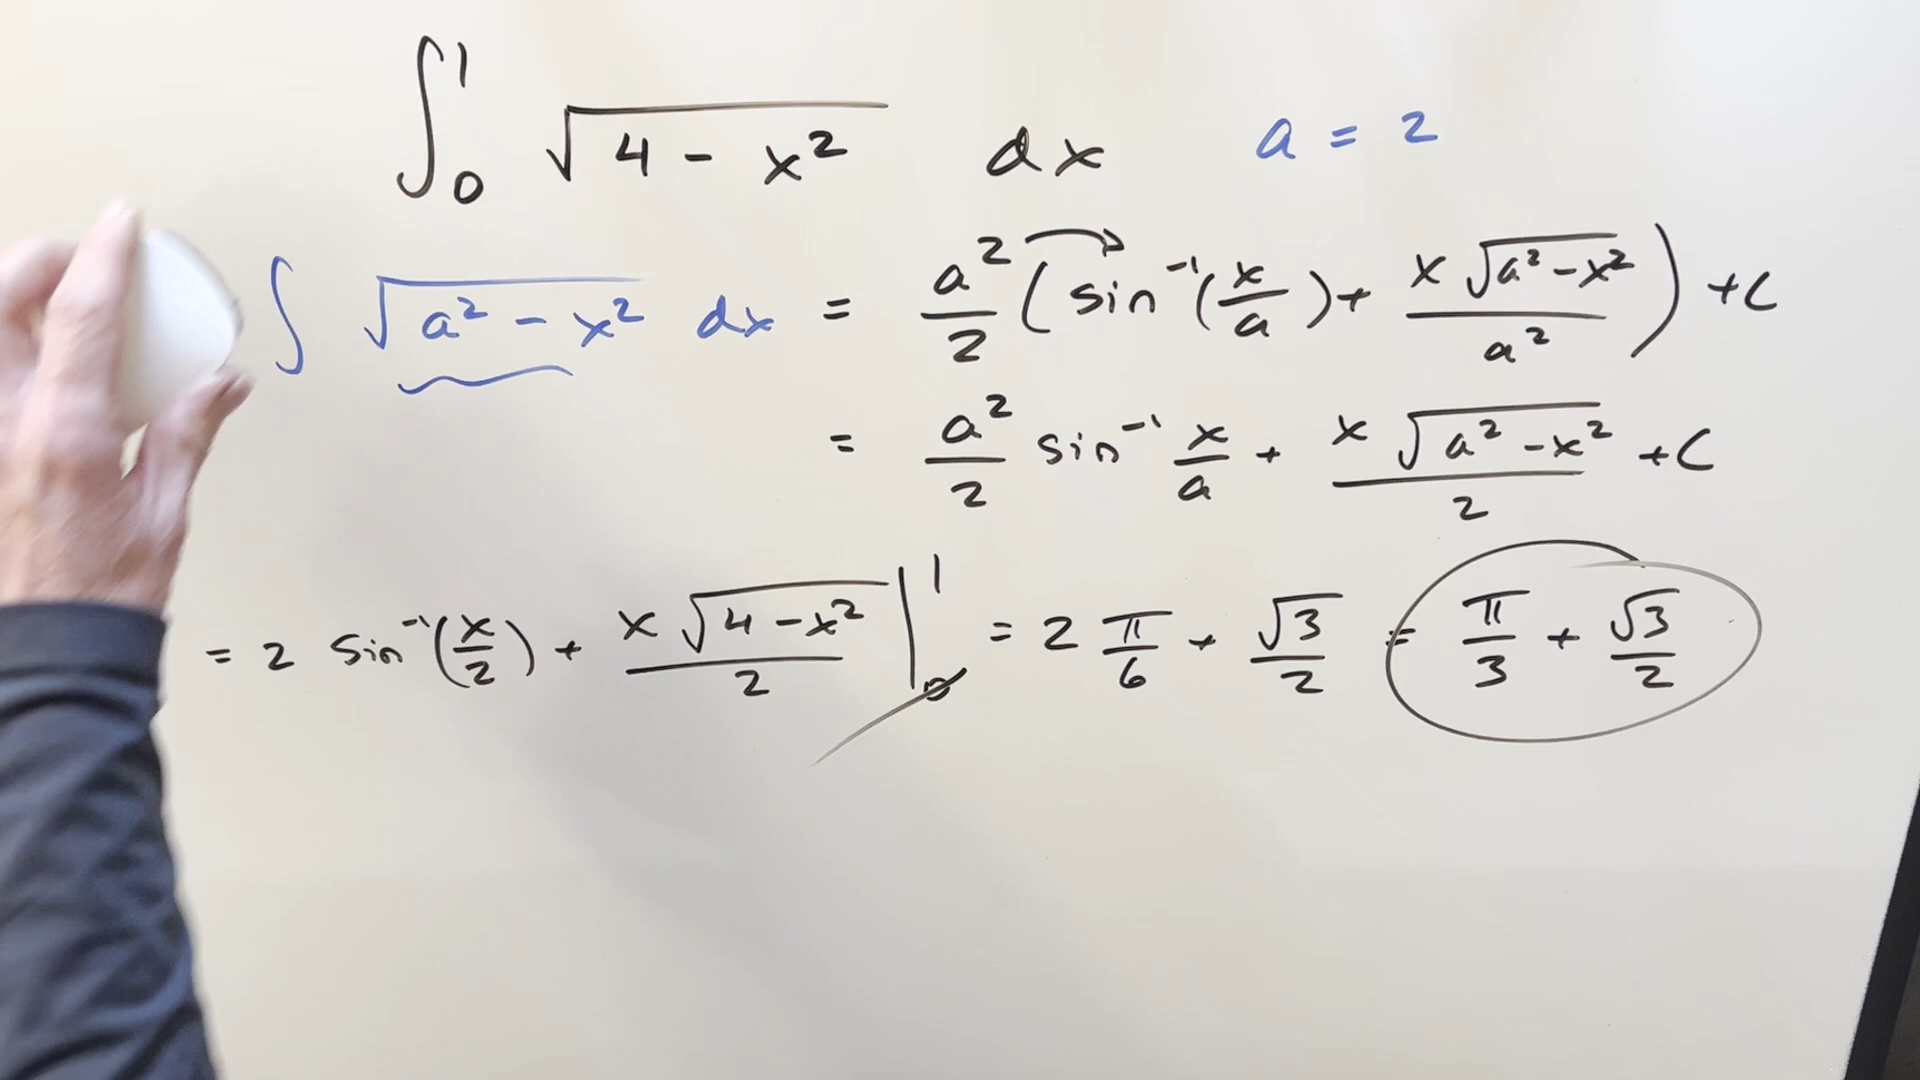 ∫₀¹ √(4 - x²) dx a = 2
∫ √(a² - x²) dx = a²/2 (sin⁻¹(x/a) + x√(a² - x²)/a²) + C
= a²/2 sin⁻¹ x/a + x√(a² - x²)/2 + C
= 2 sin⁻¹(x/2) + x√(4 - x²)/2 |₀¹ = 2 π/6 + √3/2 = π/3 + √3/2